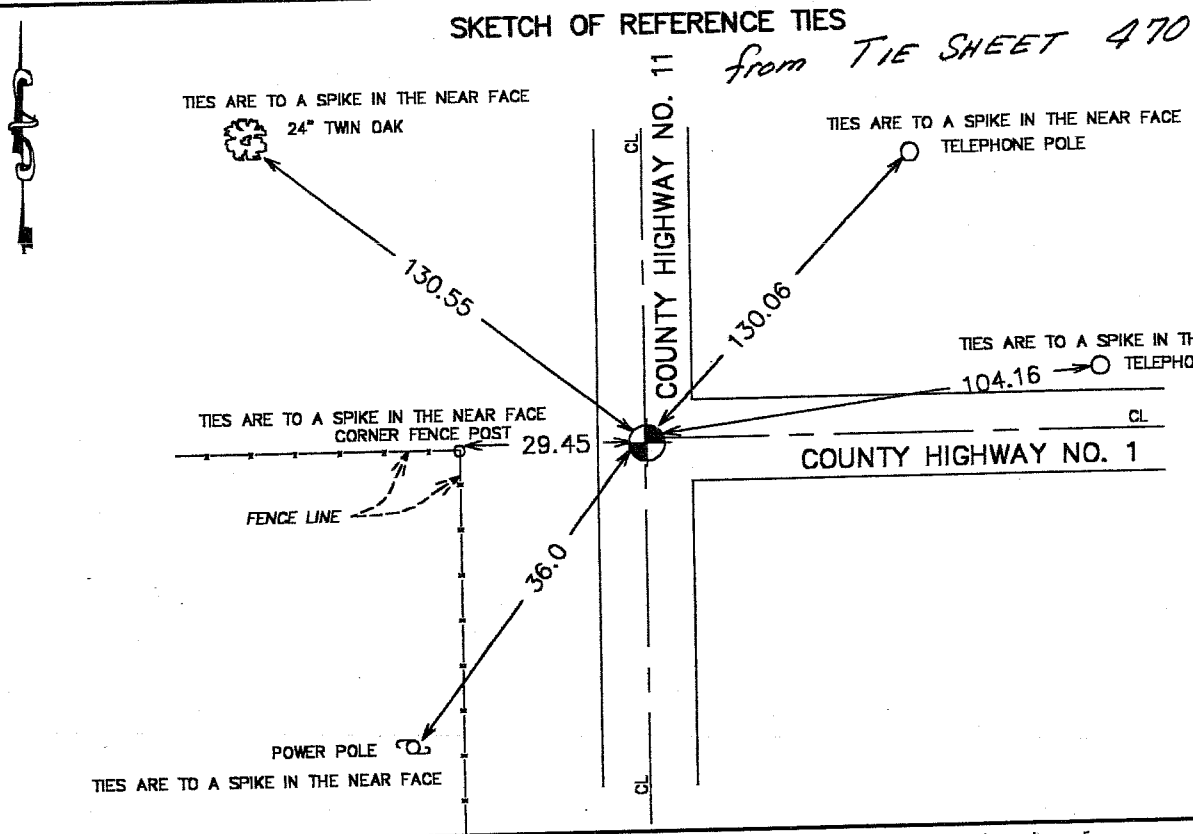 SKETCH OF REFERENCE TIES
from TIE SHEET 470
TIES ARE TO A SPIKE IN THE NEAR FACE
24" TWIN OAK
CL
COUNTY HIGHWAY NO. 11
TIES ARE TO A SPIKE IN THE NEAR FACE
TELEPHONE POLE
130.55
130.06
TIES ARE TO A SPIKE IN
104.16
TIES ARE TO A SPIKE IN THE NEAR FACE
CORNER FENCE POST
29.45
CL
COUNTY HIGHWAY NO. 1
FENCE LINE
36.0
POWER POLE
TIES ARE TO A SPIKE IN THE NEAR FACE
CL